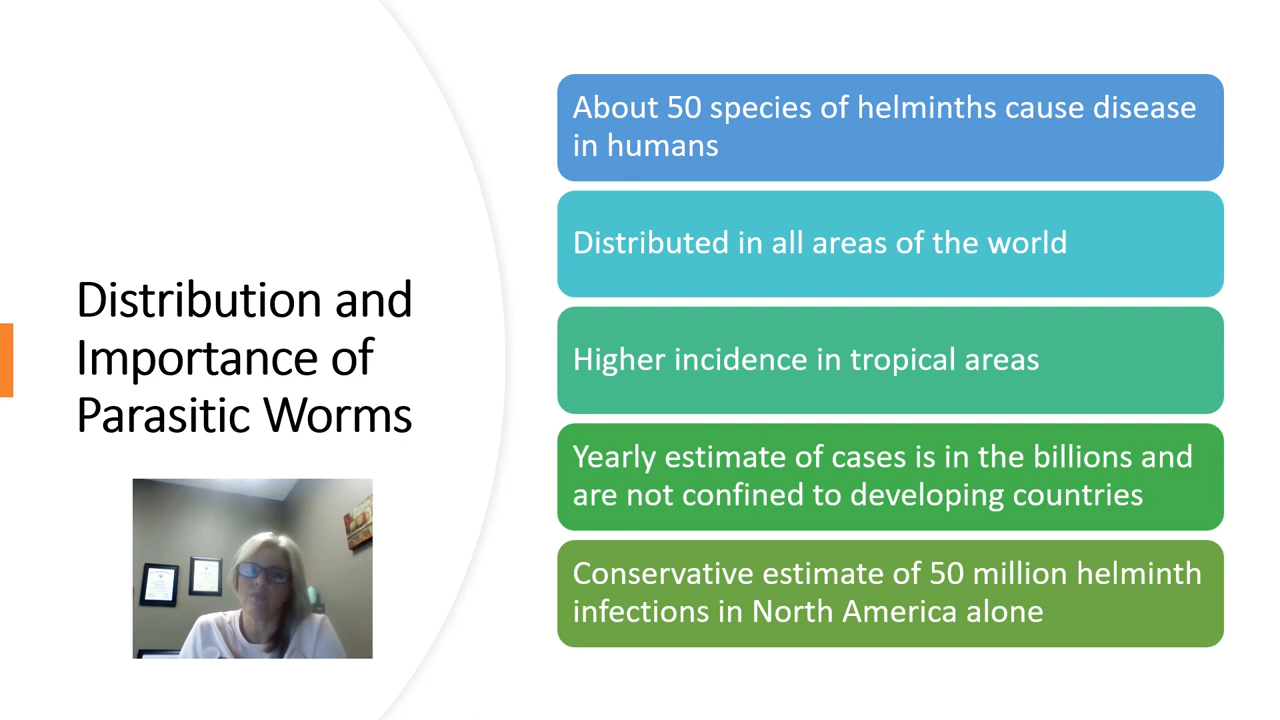 Distribution and
Importance of
Parasitic Worms
About 50 species of helminths cause disease
in humans
Distributed in all areas of the world
Higher incidence in tropical areas
Yearly estimate of cases is in the billions and
are not confined to developing countries
Conservative estimate of 50 million helminth
infections in North America alone